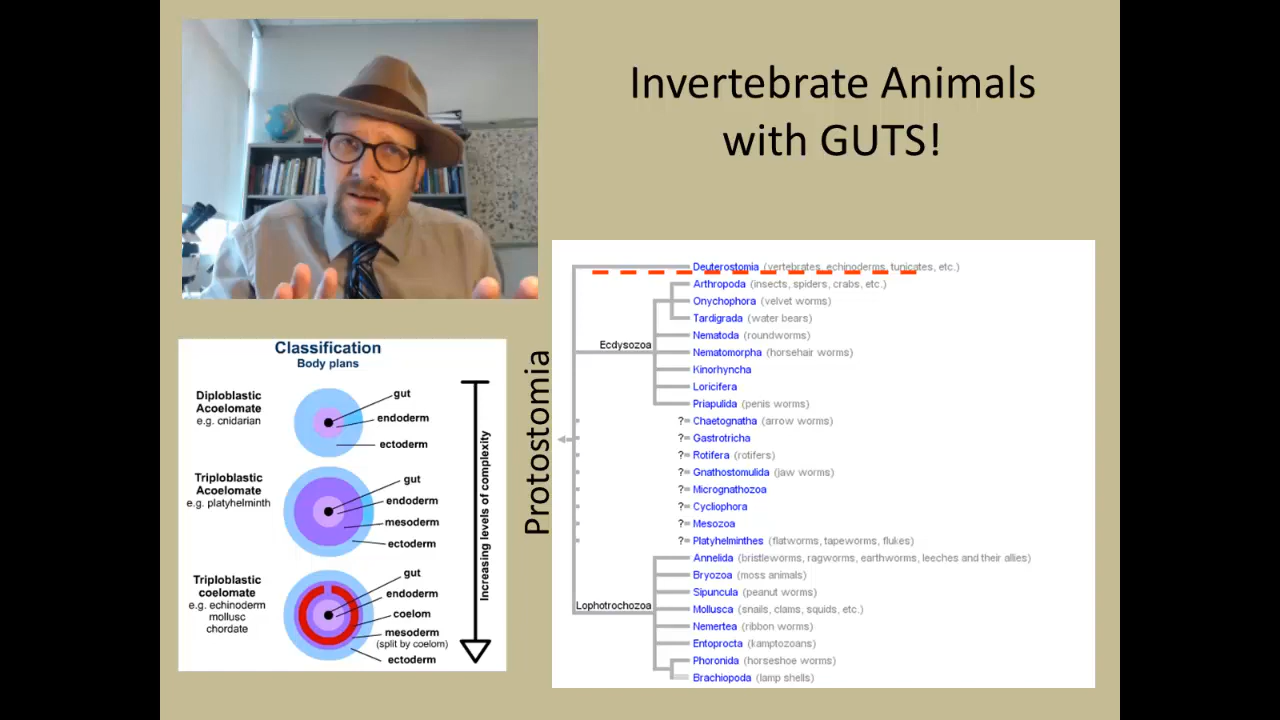 Invertebrate Animals
with GUTS!
Classification
Body plans
Diploblastic
Acoelomate
e.g. cnidarian
gut
endoderm
ectoderm
Triploblastic
Acoelomate
e.g. platyhelminth
gut
endoderm
mesoderm
ectoderm
Triploblastic
coelomate
e.g. echinoderm
mollusc
chordate
gut
endoderm
coelom
mesoderm
(split by coelom)
ectoderm
Increasing levels of complexity
Protostomia
Deuterostomia (vertebrates, echinoderms, tunicates, etc.)
Arthropoda (insects, spiders, crabs, etc.)
Onychophora (velvet worms)
Tardigrada (water bears)
Ecdysozoa
Nematoda (roundworms)
Nematomorpha (horsehair worms)
Kinorhyncha
Loricifera
Priapulida (penis worms)
?= Chaetognatha (arrow worms)
?= Gastrotricha
?= Rotifera (rotifers)
?= Gnathostomulida (jaw worms)
?= Micrognathozoa
?= Cycliophora
?= Mesozoa
?= Platyhelminthes (flatworms, tapeworms, flukes)
Annelida (bristleworms, ragworms, earthworms, leeches and their allies)
Bryozoa (moss animals)
Sipuncula (peanut worms)
Lophotrochozoa
Mollusca (snails, clams, squids, etc.)
Nemertea (ribbon worms)
Entoprocta (kamptozoans)
Phoronida (horseshoe worms)
Brachiopoda (lamp shells)